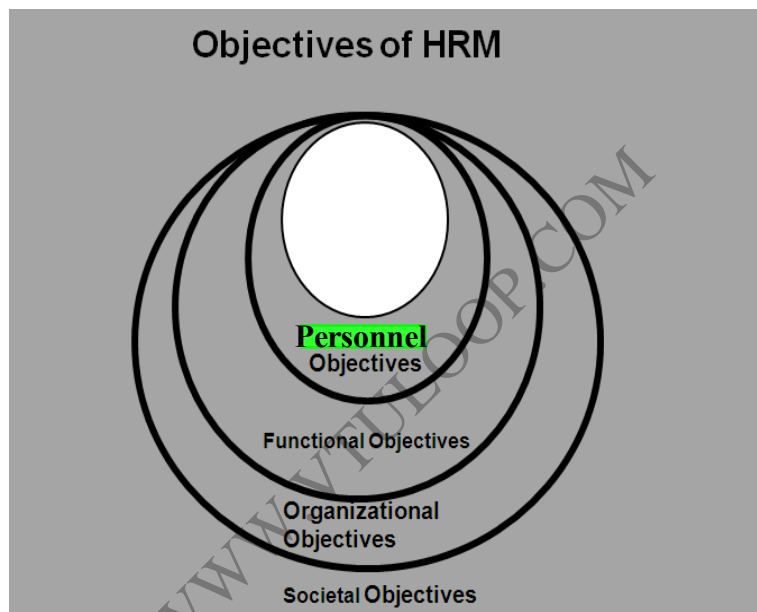 Objectives of HRM
Personnel
Objectives
Functional Objectives
Organizational
Objectives
Societal Objectives
WWW.VTULOOP.COM